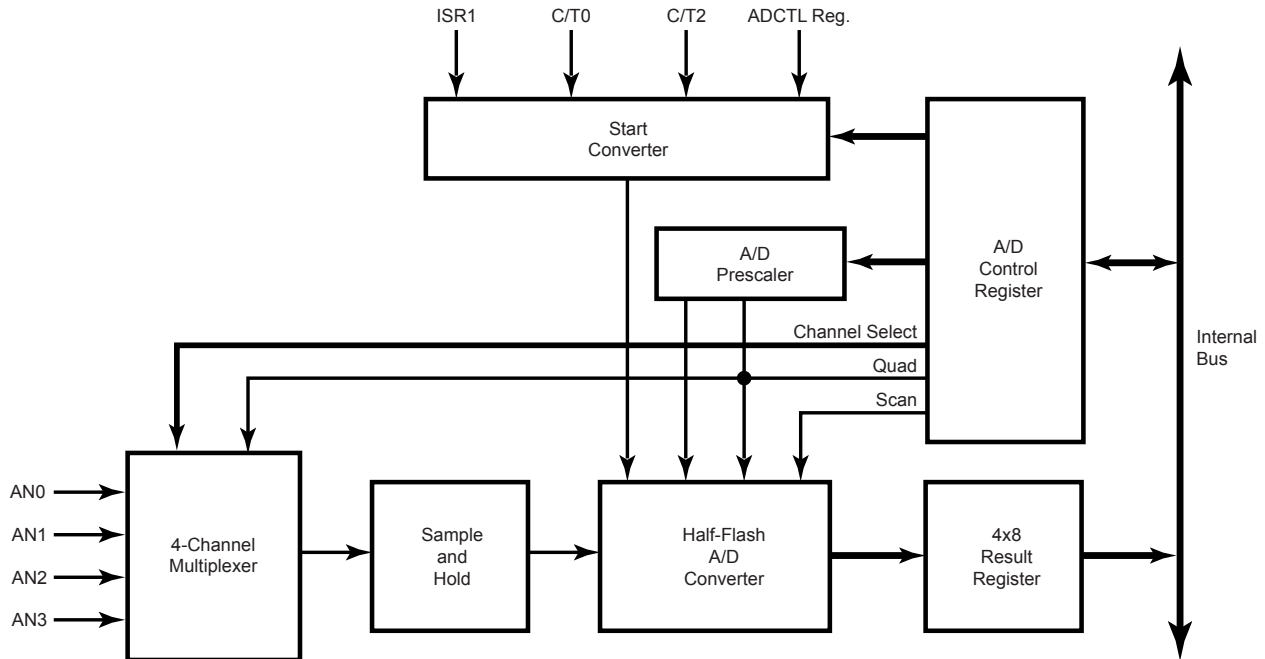 ISR1
C/T0
C/T2
ADCTL Reg.
Start
Converter
A/D
Prescaler
A/D
Control
Register
Channel Select
Quad
Scan
Internal
Bus
AN0
AN1
AN2
AN3
4-Channel
Multiplexer
Sample
and
Hold
Half-Flash
A/D
Converter
4x8
Result
Register